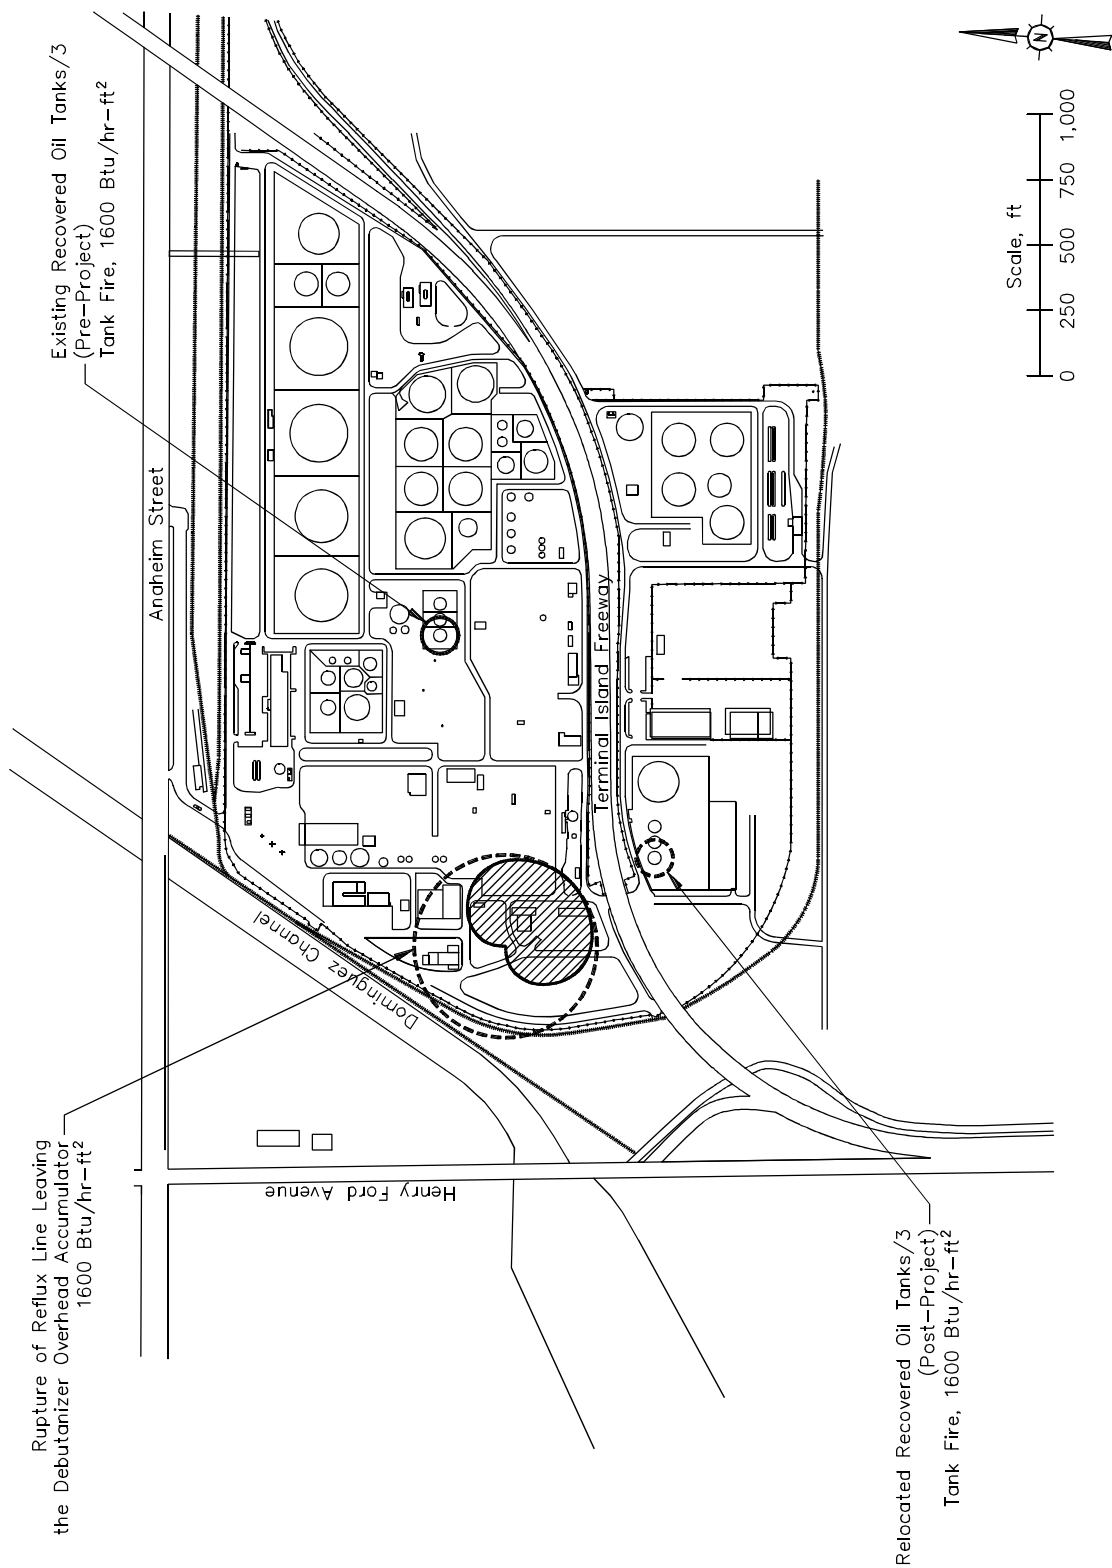 Rupture of Reflux Line Leaving
the Debutanizer Overhead Accumulator
1600 Btu/hr-ft²
Existing Recovered Oil Tanks/3
(Pre-Project)
Tank Fire, 1600 Btu/hr-ft²
Anaheim Street
Dominguez Channel
Henry Ford Avenue
Terminal Island Freeway
Relocated Recovered Oil Tanks/3
(Post-Project)
Tank Fire, 1600 Btu/hr-ft²
N
Scale, ft
0 250 500 750 1,000